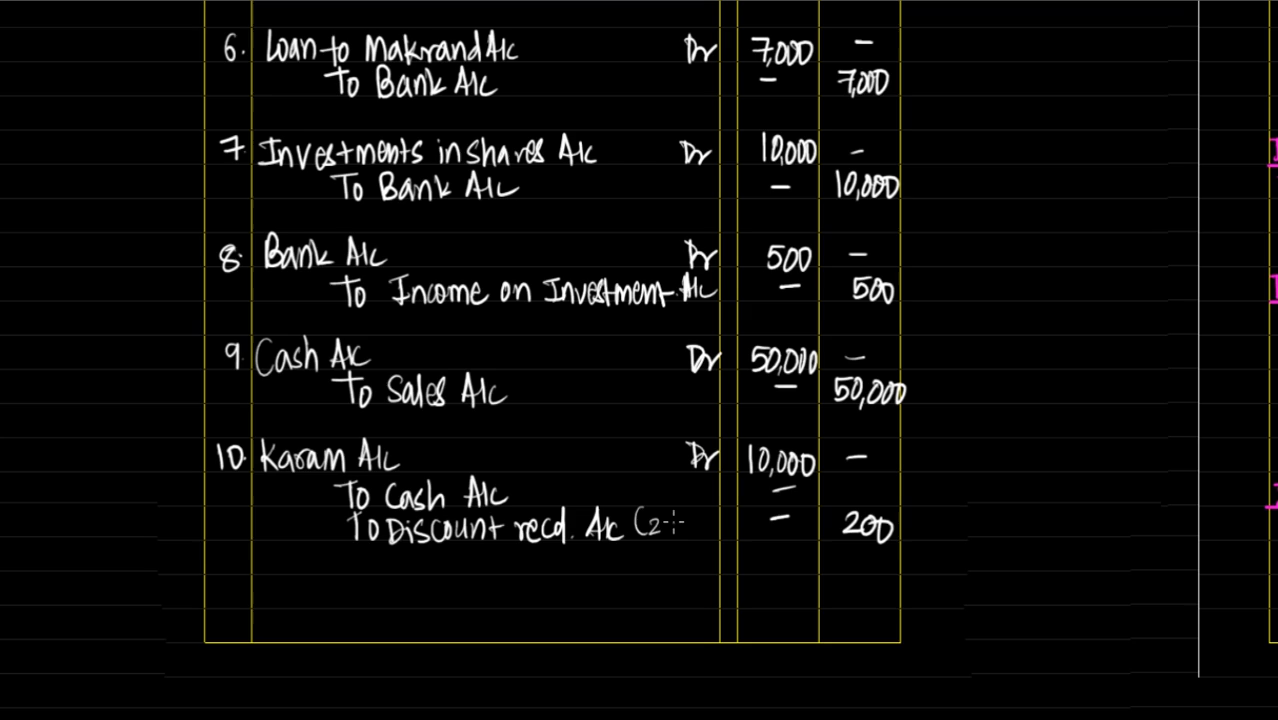 6. Loan to Makrand A/c Dr 7,000 –
To Bank A/c – 7,000
7. Investments in shares A/c Dr 10,000 –
To Bank A/c – 10,000
8. Bank A/c Dr 500 –
To Income on Investment A/c – 500
9. Cash A/c Dr 50,000 –
To Sales A/c – 50,000
10. Karam A/c Dr 10,000 –
To Cash A/c –
To Discount recd. A/c (2 – 200